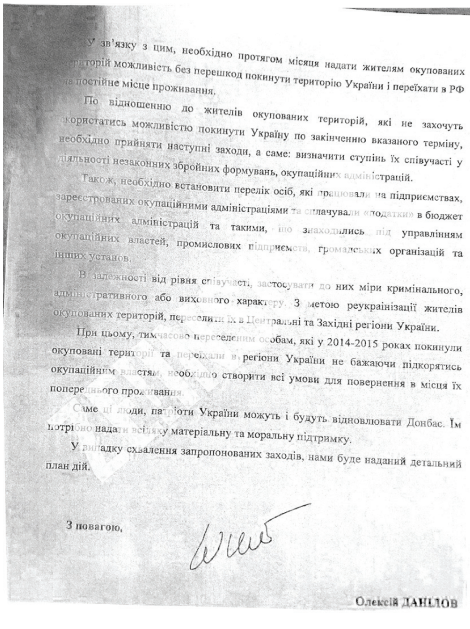 У зв'язку з цим, необхідно протягом місяця надати жителям окупованих
територій можливість без перешкод покинути територію України і переїхати в РФ
на постійне місце проживання.
По відношенню до жителів окупованих територій, які не захочуть
користатись можливістю покинути Україну по закінченню вказаного терміну,
необхідно прийняти наступні заходи, а саме: визначити ступінь їх співучасті у
діяльності незаконних збройних формувань, окупаційних адміністрацій.
Також, необхідно встановити перелік осіб, які працювали на підприємствах,
зареєстрованих окупаційними адміністраціями та сплачували податки в бюджет
окупаційних адміністрацій та такими, що знаходились під управлінням
окупаційних властей, промислових підприємств, громадських організацій та
інших установ.
В залежності від рівня співучасті, застосувати до них міри кримінального,
адміністративного або виховного характеру. З метою реукраїнізації жителів
окупованих територій, переселити їх в Центральні та Західні регіони України.
При цьому, тимчасово переселеним особам, які у 2014-2015 роках покинули
окуповані території та переїхали в регіони України не бажаючи підкорятись
окупаційним властям, необхідно створити всі умови для повернення в місця їх
попереднього проживання.
Саме ці люди, патріоти України можуть і будуть відновлювати Донбас. Їм
потрібно надати всіляку матеріальну та моральну підтримку.
У випадку схвалення запропонованих заходів, нами буде наданий детальний
план дій.
З повагою,
Олексій ДАНІЛОВ